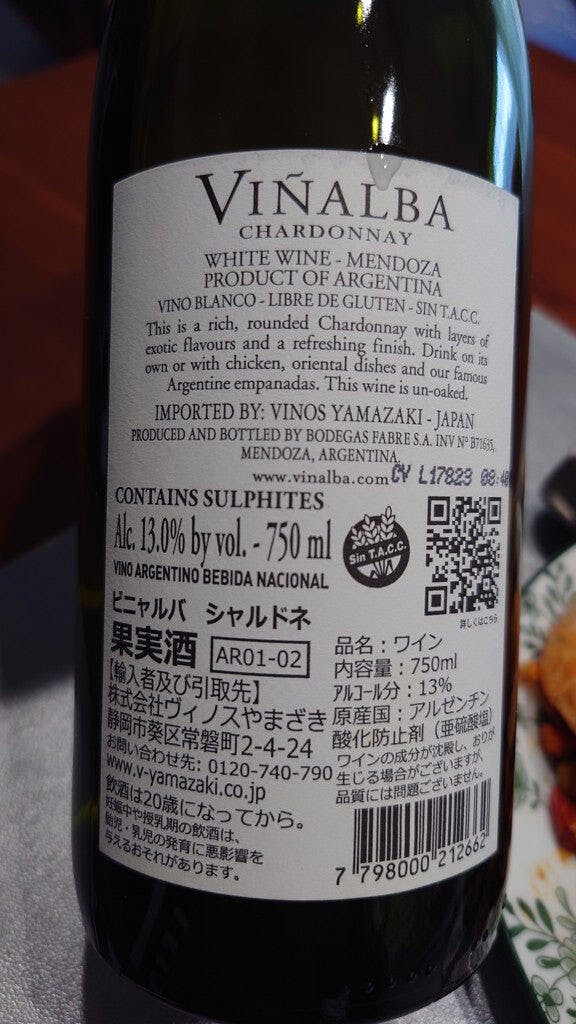 VIÑALBA
CHARDONNAY
WHITE WINE - MENDOZA
PRODUCT OF ARGENTINA
VINO BLANCO - LIBRE DE GLUTEN - SIN T.A.C.C.
This is a rich, rounded Chardonnay with layers of
exotic flavours and a refreshing finish. Drink on its
own or with chicken, oriental dishes and our famous
Argentine empanadas. This wine is un-oaked.
IMPORTED BY: VINOS YAMAZAKI - JAPAN
PRODUCED AND BOTTLED BY BODEGAS FABRE S.A. INV Nº B71635,
MENDOZA, ARGENTINA.
www.vinalba.com
CV L17823
CONTAINS SULPHITES
Alc. 13.0% by vol. - 750 ml
VINO ARGENTINO BEBIDA NACIONAL
Sin T.A.C.C.
詳しくはこちら
ビニャルバ シャルドネ
果実酒 AR01-02
【輸入者及び引取先】
株式会社ヴィノスやまざき
静岡市葵区常磐町2-4-24
お問い合わせ先: 0120-740-790
www.v-yamazaki.co.jp
飲酒は20歳になってから。
妊娠中や授乳期の飲酒は、
胎児・乳児の発育に悪影響を
与えるおそれがあります。
品名：ワイン
内容量：750ml
アルコール分：13%
原産国：アルゼンチン
酸化防止剤（亜硫酸塩）
ワインの成分が沈殿し、おりが
生じる場合がございますが、
品質には問題ございません。
7 798000 212662